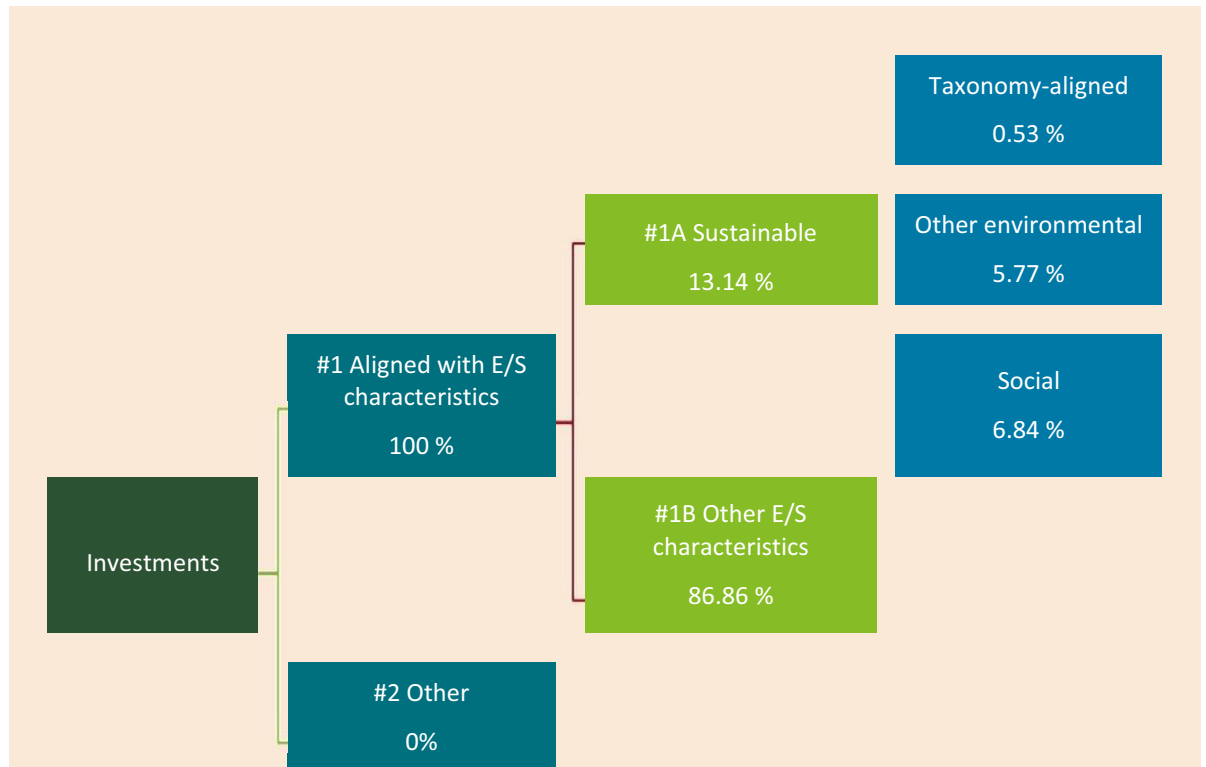 Taxonomy-aligned
0.53 %
#1A Sustainable
13.14 %
Other environmental
5.77 %
#1 Aligned with E/S
characteristics
100 %
Social
6.84 %
Investments
#1B Other E/S
characteristics
86.86 %
#2 Other
0%